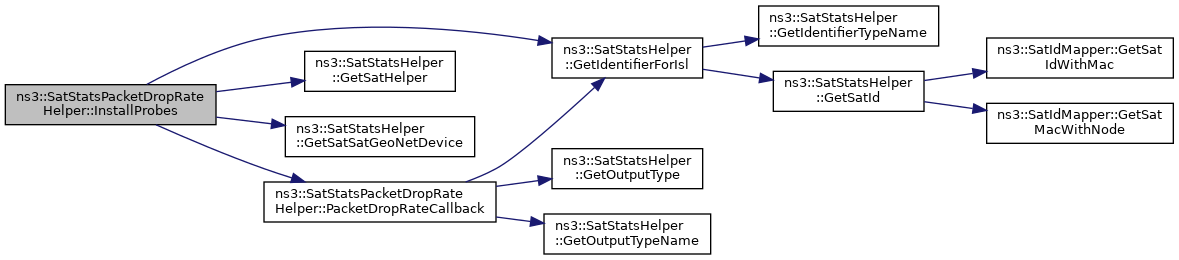 ns3::SatStatsPacketDropRate
Helper::InstallProbes
ns3::SatStatsHelper
::GetSatHelper
ns3::SatStatsHelper
::GetSatSatGeoNetDevice
ns3::SatStatsPacketDropRate
Helper::PacketDropRateCallback
ns3::SatStatsHelper
::GetIdentifierForIsl
ns3::SatStatsHelper
::GetOutputType
ns3::SatStatsHelper
::GetOutputTypeName
ns3::SatStatsHelper
::GetIdentifierTypeName
ns3::SatStatsHelper
::GetSatId
ns3::SatIdMapper::GetSat
IdWithMac
ns3::SatIdMapper::GetSat
MacWithNode